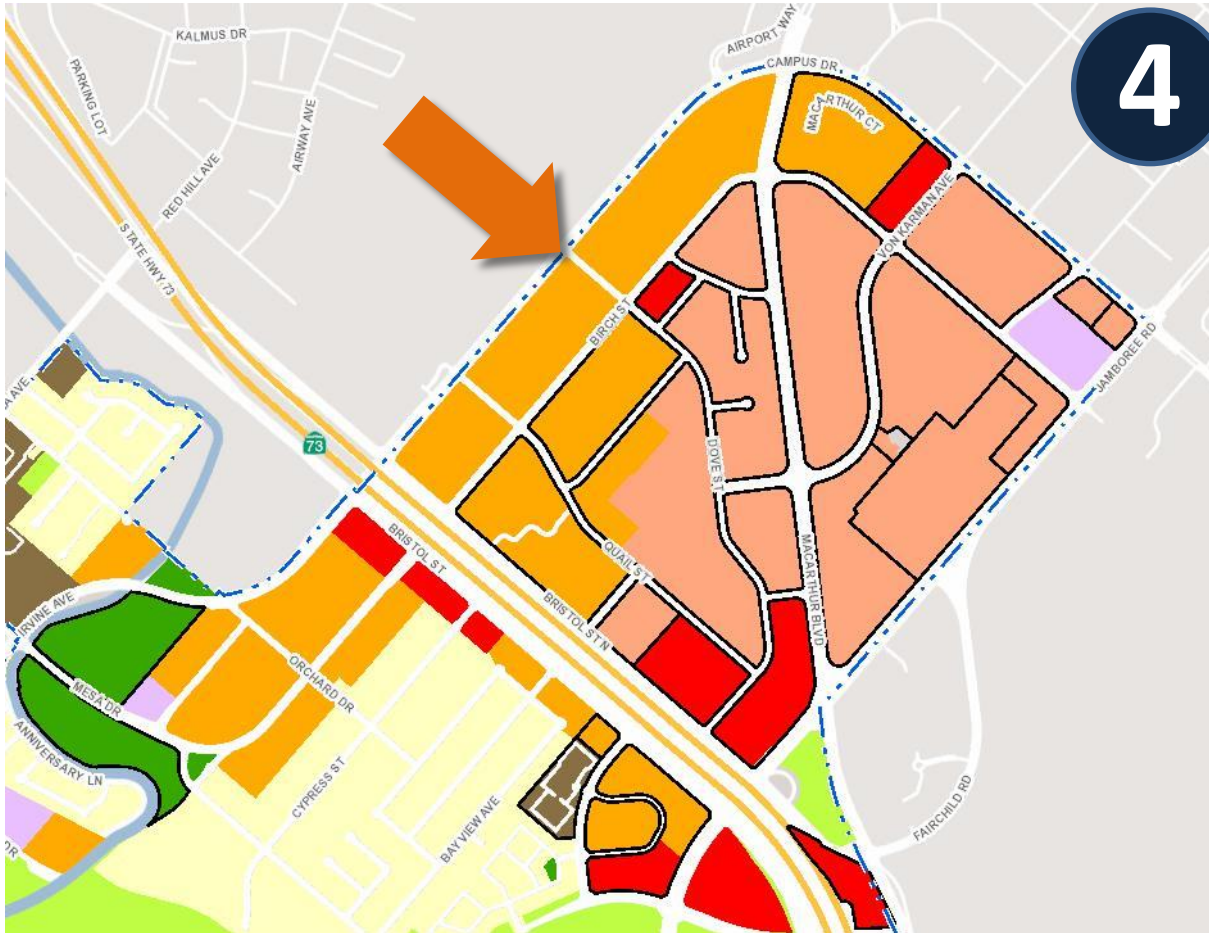 KALMUS DR
AIRPORT WAY
CAMPUS DR
4
PARKING LOT
AIRWAY AVE
MACARTHUR CT
RED HILL AVE
VON KARMAN AVE
STATE HWY 73
BIRCH ST
JAMBOREE RD
73
DOVE ST
BRISTOL ST
QUAIL ST
MACARTHUR BLVD
BRISTOL ST N
IRVINE AVE
ORCHARD DR
MESA DR
ANNIVERSARY LN
CYPRESS ST
BAYVIEW AVE
FAIRCHILD RD
DR